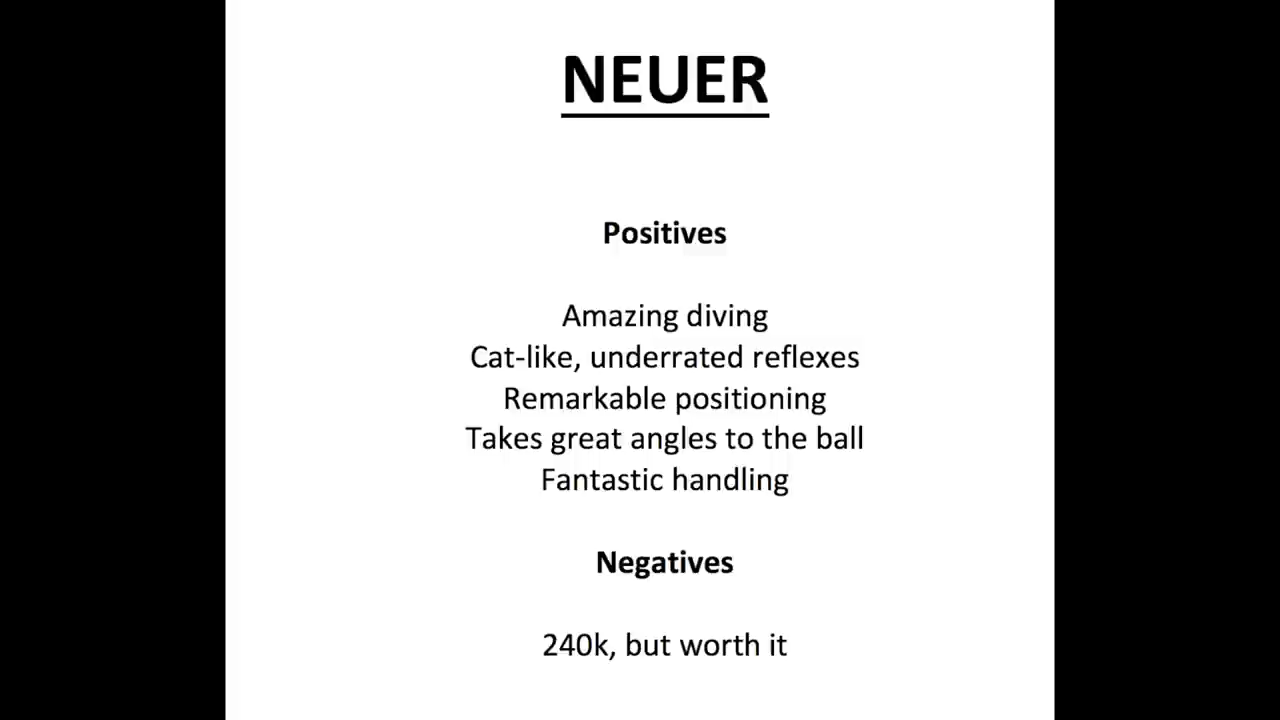 NEUER
Positives
Amazing diving
Cat-like, underrated reflexes
Remarkable positioning
Takes great angles to the ball
Fantastic handling
Negatives
240k, but worth it